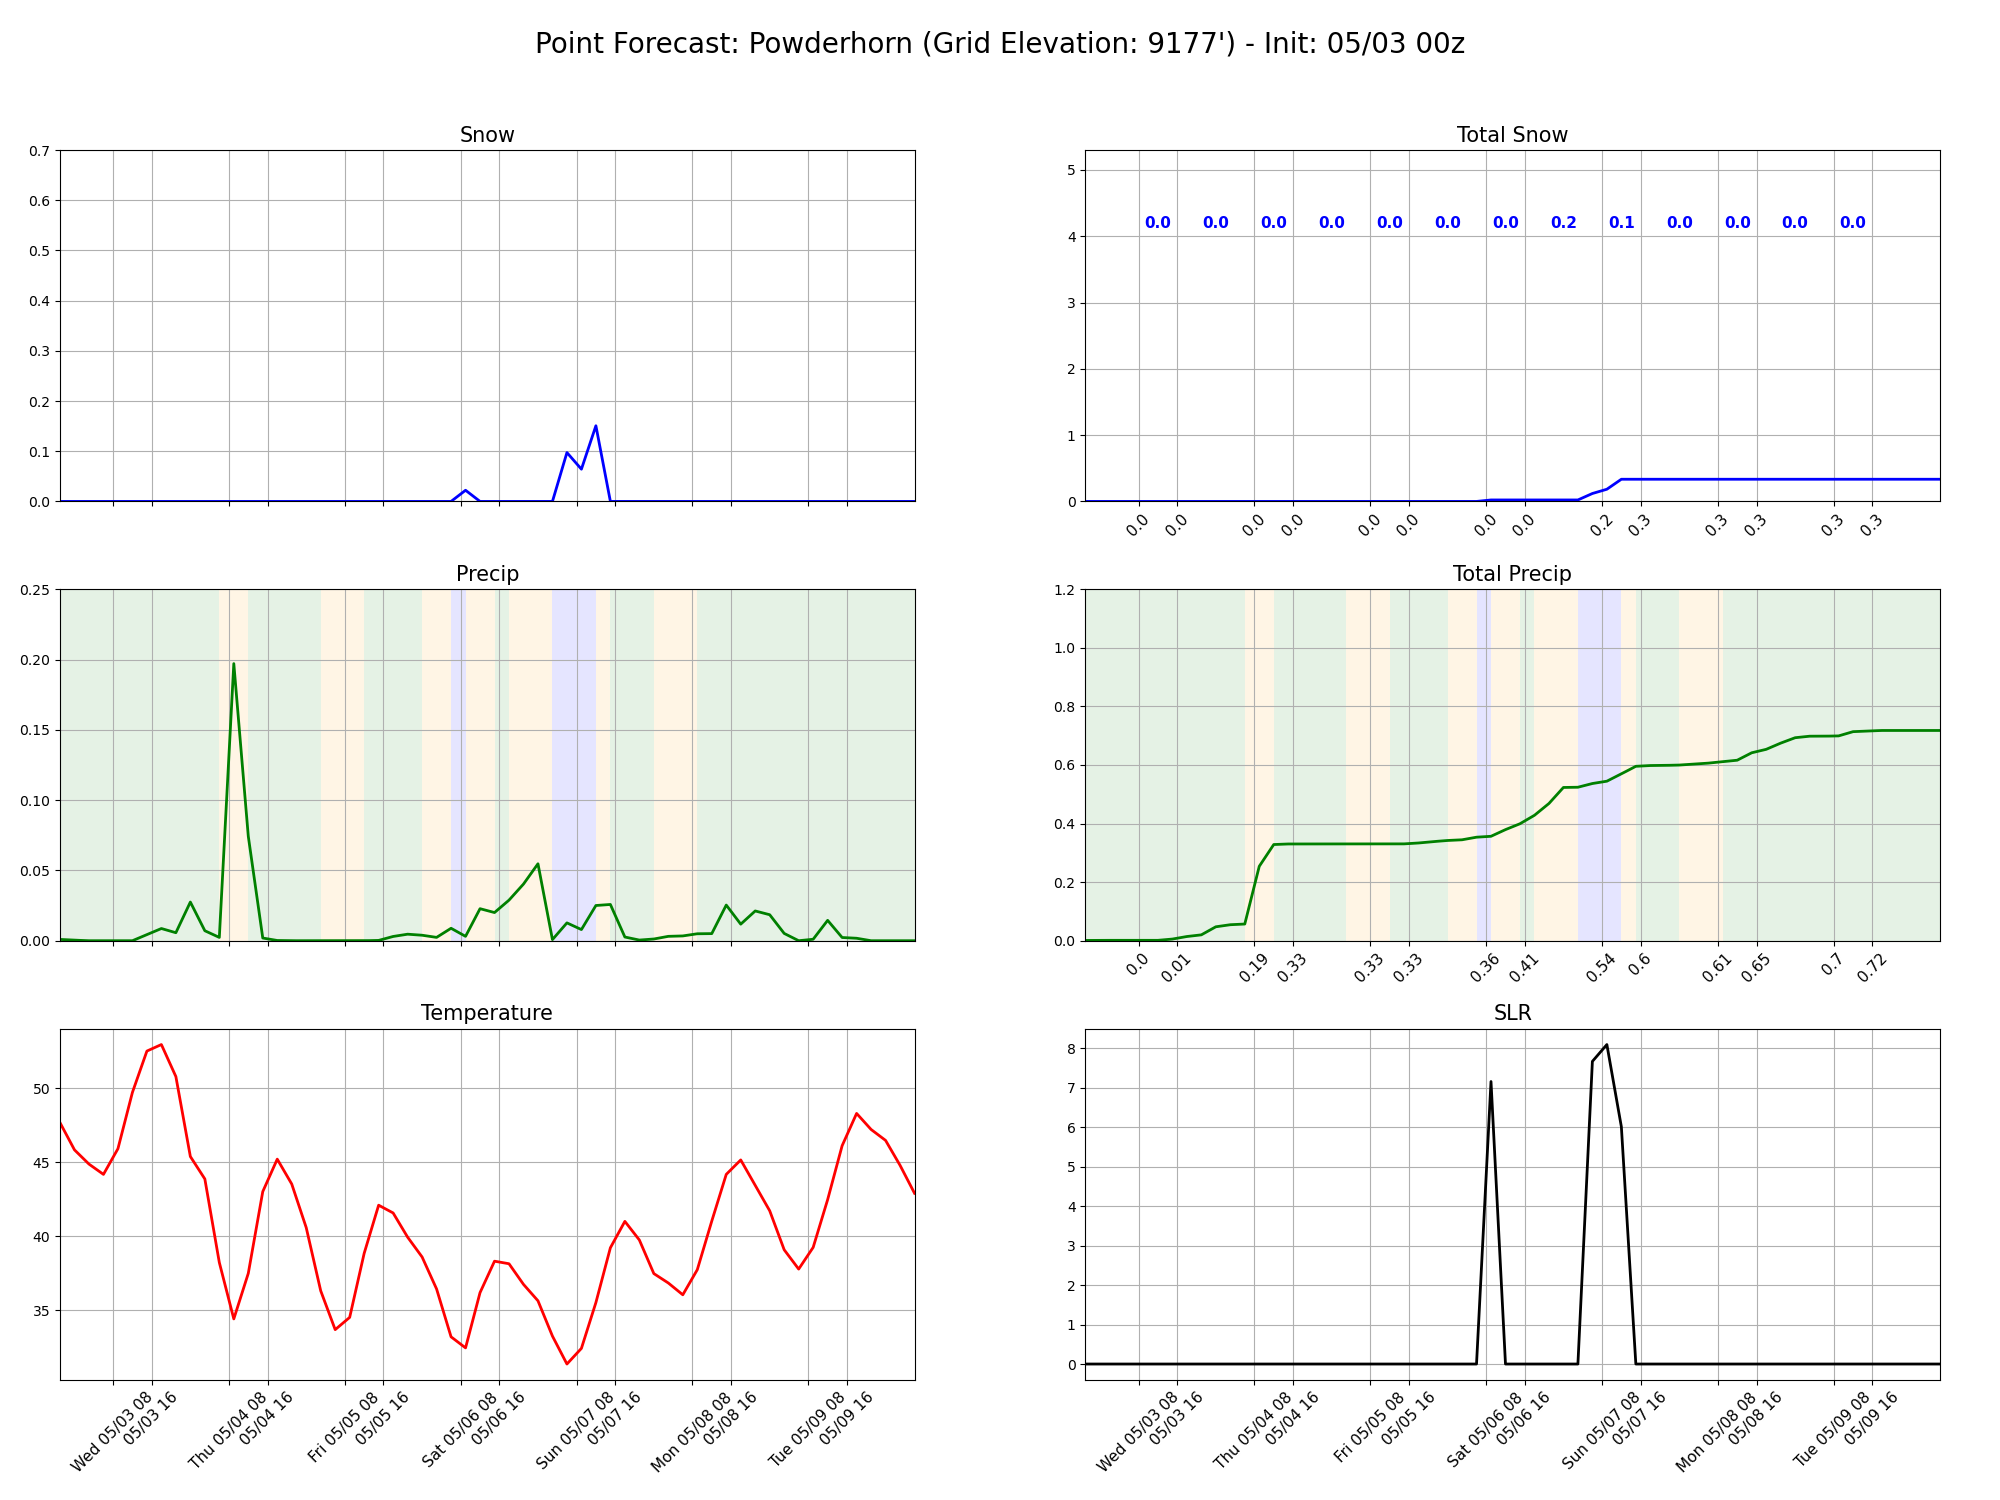 Point Forecast: Powderhorn (Grid Elevation: 9177') - Init: 05/03 00z
Snow
0.7
0.6
0.5
0.4
0.3
0.2
0.1
0.0
Total Snow
5
4
3
2
1
0
0.0 0.0 0.0 0.0 0.0 0.0 0.0 0.2 0.1 0.0 0.0 0.0 0.0
0.0 0.0 0.0 0.0 0.0 0.0 0.0 0.0 0.2 0.3 0.3 0.3 0.3 0.3
Precip
0.25
0.20
0.15
0.10
0.05
0.00
Total Precip
1.2
1.0
0.8
0.6
0.4
0.2
0.0
0.0 0.01 0.19 0.33 0.33 0.33 0.36 0.41 0.54 0.6 0.61 0.65 0.7 0.72
Temperature
50
45
40
35
Wed 05/03 08
05/03 16
Thu 05/04 08
05/04 16
Fri 05/05 08
05/05 16
Sat 05/06 08
05/06 16
Sun 05/07 08
05/07 16
Mon 05/08 08
05/08 16
Tue 05/09 08
05/09 16
SLR
8
7
6
5
4
3
2
1
0
Wed 05/03 08
05/03 16
Thu 05/04 08
05/04 16
Fri 05/05 08
05/05 16
Sat 05/06 08
05/06 16
Sun 05/07 08
05/07 16
Mon 05/08 08
05/08 16
Tue 05/09 08
05/09 16